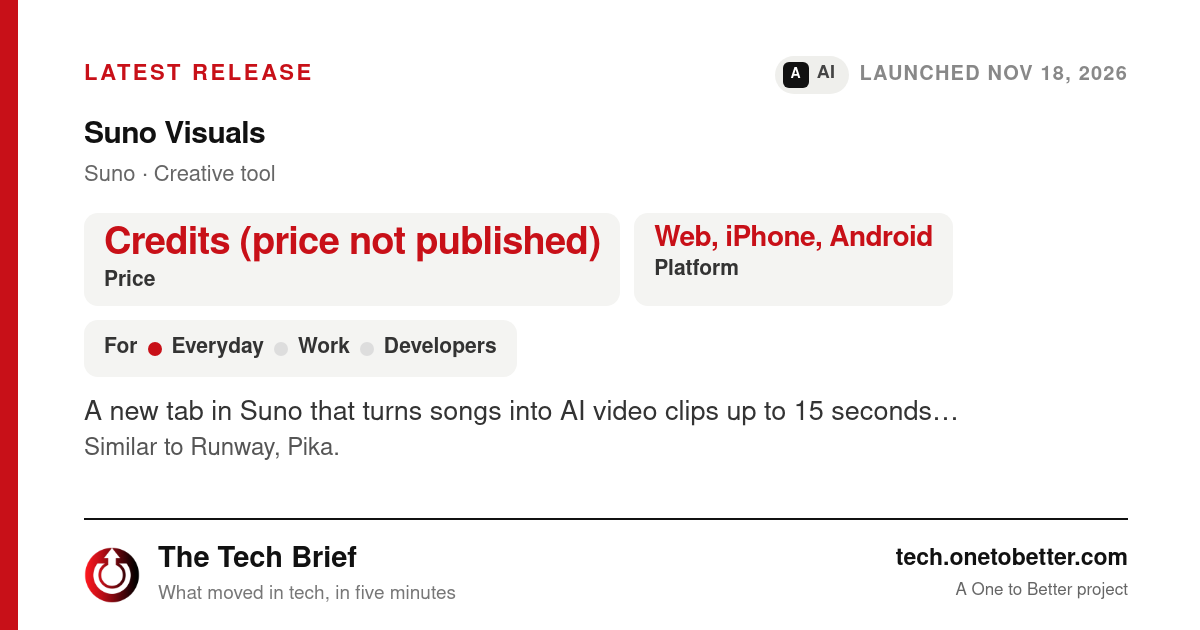 LATEST RELEASE
A AI LAUNCHED NOV 18, 2026
Suno Visuals
Suno · Creative tool
Credits (price not published)
Price
Web, iPhone, Android
Platform
For Everyday Work Developers
A new tab in Suno that turns songs into AI video clips up to 15 seconds…
Similar to Runway, Pika.
The Tech Brief
What moved in tech, in five minutes
tech.onetobetter.com
A One to Better project